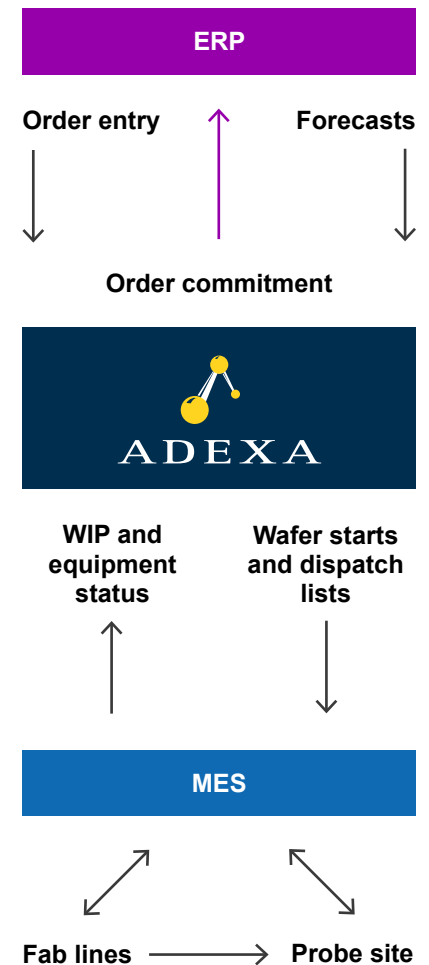 ERP
Order entry
Forecasts
Order commitment
ADEXA
WIP and
equipment
status
Wafer starts
and dispatch
lists
MES
Fab lines
Probe site